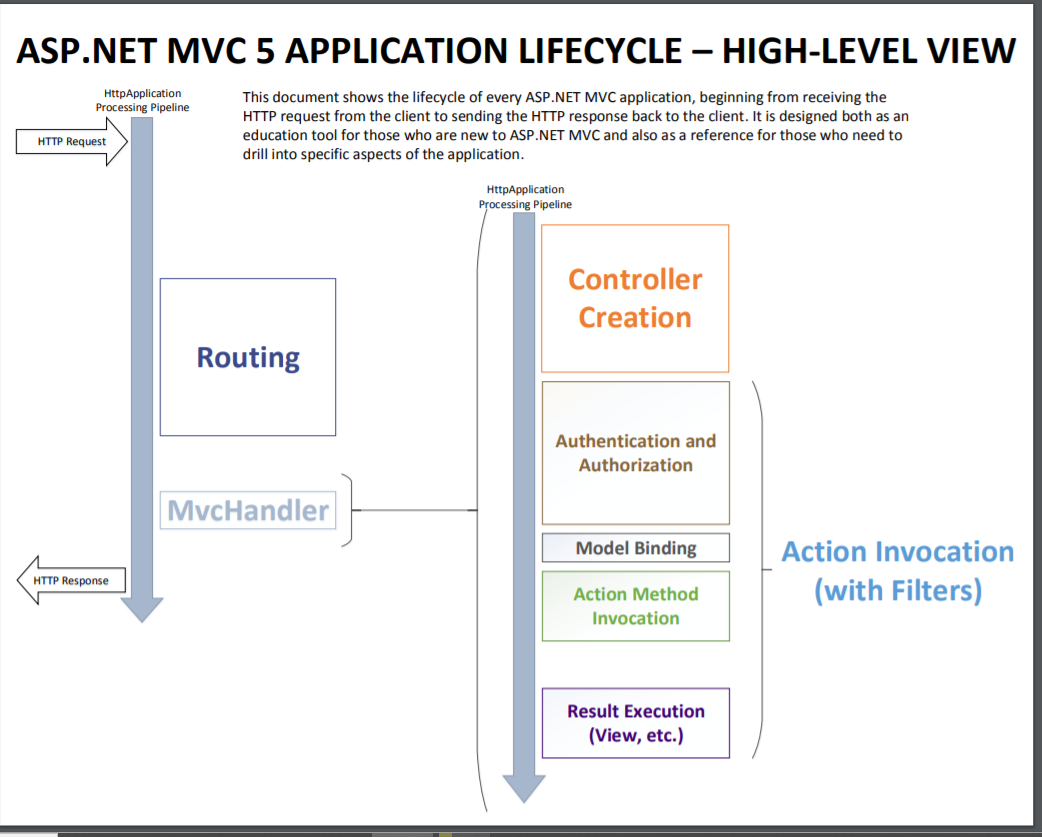 ASP.NET MVC 5 APPLICATION LIFECYCLE – HIGH-LEVEL VIEW
HttpApplication
Processing Pipeline
This document shows the lifecycle of every ASP.NET MVC application, beginning from receiving the
HTTP request from the client to sending the HTTP response back to the client. It is designed both as an
education tool for those who are new to ASP.NET MVC and also as a reference for those who need to
drill into specific aspects of the application.
HTTP Request
HttpApplication
Processing Pipeline
Controller
Creation
Routing
Authentication and
Authorization
MvcHandler
Model Binding
Action Invocation
(with Filters)
HTTP Response
Action Method
Invocation
Result Execution
(View, etc.)